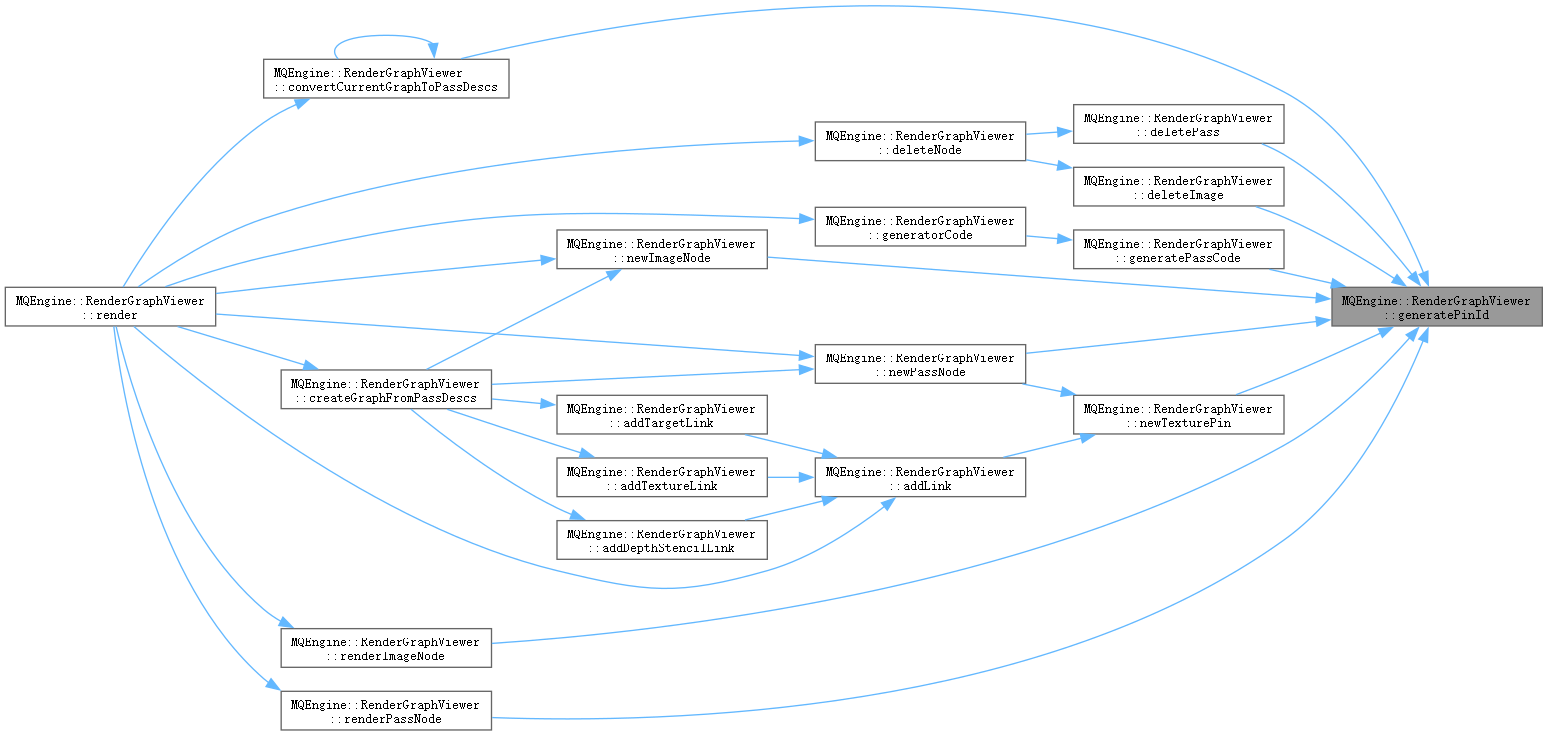 MQEngine::RenderGraphViewer
::convertCurrentGraphToPassDescs
MQEngine::RenderGraphViewer
::deletePass
MQEngine::RenderGraphViewer
::deleteNode
MQEngine::RenderGraphViewer
::deleteImage
MQEngine::RenderGraphViewer
::generatorCode
MQEngine::RenderGraphViewer
::newImageNode
MQEngine::RenderGraphViewer
::generatePassCode
MQEngine::RenderGraphViewer
::render
MQEngine::RenderGraphViewer
::generatePinId
MQEngine::RenderGraphViewer
::newPassNode
MQEngine::RenderGraphViewer
::createGraphFromPassDescs
MQEngine::RenderGraphViewer
::addTargetLink
MQEngine::RenderGraphViewer
::newTexturePin
MQEngine::RenderGraphViewer
::addTextureLink
MQEngine::RenderGraphViewer
::addLink
MQEngine::RenderGraphViewer
::addDepthStencilLink
MQEngine::RenderGraphViewer
::renderImageNode
MQEngine::RenderGraphViewer
::renderPassNode